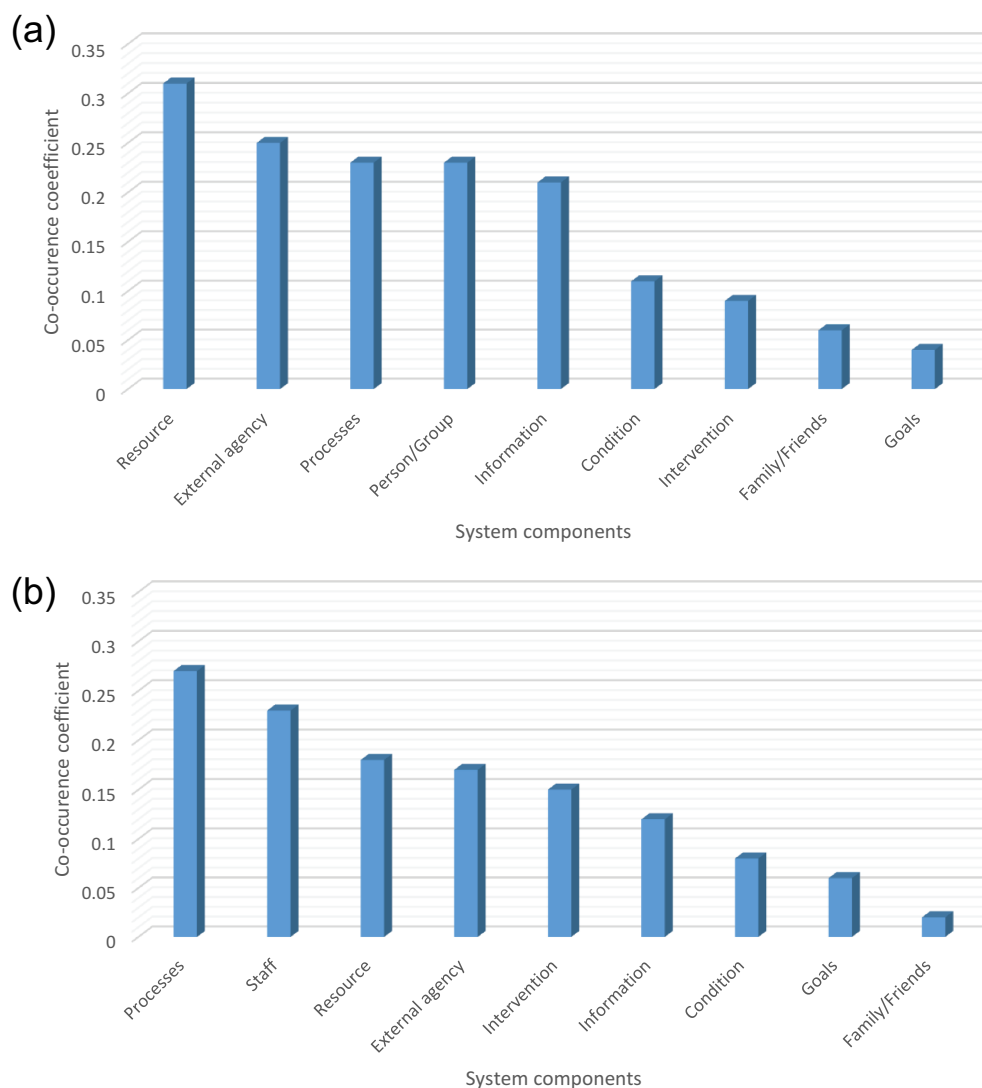 (a)
0.35
0.3
0.25
0.2
0.15
0.1
0.05
0
Co-occurence coeefficient
Resource
External agency
Processes
Person/Group
Information
Condition
Intervention
Family/Friends
Goals
System components
(b)
0.35
0.3
0.25
0.2
0.15
0.1
0.05
0
Co-occurence coefficient
Processes
Staff
Resource
External agency
Intervention
Information
Condition
Goals
Family/Friends
System components